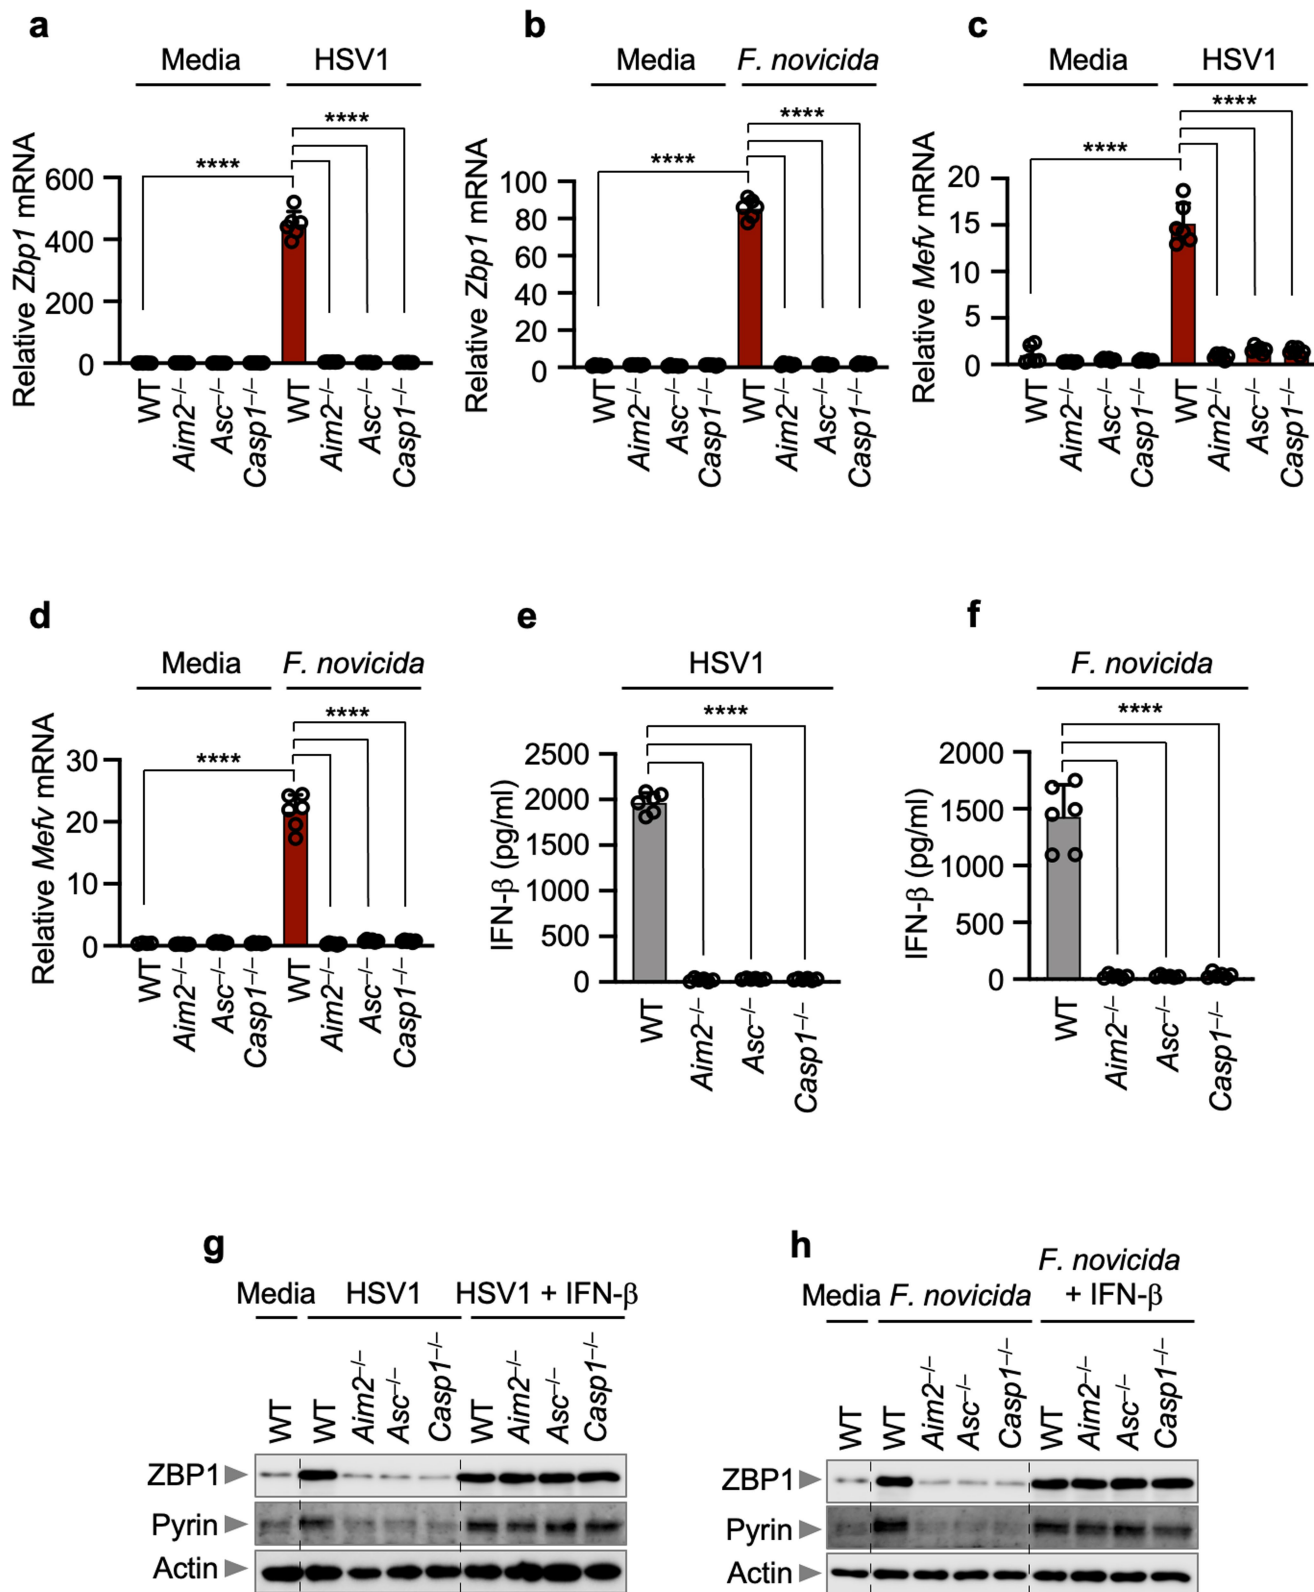 a
Media HSV1
****
****
Relative Zbp1 mRNA
600
400
200
0
WT Aim2–/– Asc–/– Casp1–/– WT Aim2–/– Asc–/– Casp1–/–
b
Media F. novicida
****
****
Relative Zbp1 mRNA
100
80
60
40
20
0
WT Aim2–/– Asc–/– Casp1–/– WT Aim2–/– Asc–/– Casp1–/–
c
Media HSV1
****
****
Relative Mefv mRNA
20
15
10
5
0
WT Aim2–/– Asc–/– Casp1–/– WT Aim2–/– Asc–/– Casp1–/–
d
Media F. novicida
****
****
Relative Mefv mRNA
30
20
10
0
WT Aim2–/– Asc–/– Casp1–/– WT Aim2–/– Asc–/– Casp1–/–
e
HSV1
****
IFN-β (pg/ml)
2500
2000
1500
1000
500
0
WT Aim2–/– Asc–/– Casp1–/–
f
F. novicida
****
IFN-β (pg/ml)
2000
1500
1000
500
0
WT Aim2–/– Asc–/– Casp1–/–
g
Media HSV1 HSV1 + IFN-β
WT WT Aim2–/– Asc–/– Casp1–/– WT Aim2–/– Asc–/– Casp1–/–
ZBP1
Pyrin
Actin
h
F. novicida
Media F. novicida + IFN-β
WT WT Aim2–/– Asc–/– Casp1–/– WT Aim2–/– Asc–/– Casp1–/–
ZBP1
Pyrin
Actin